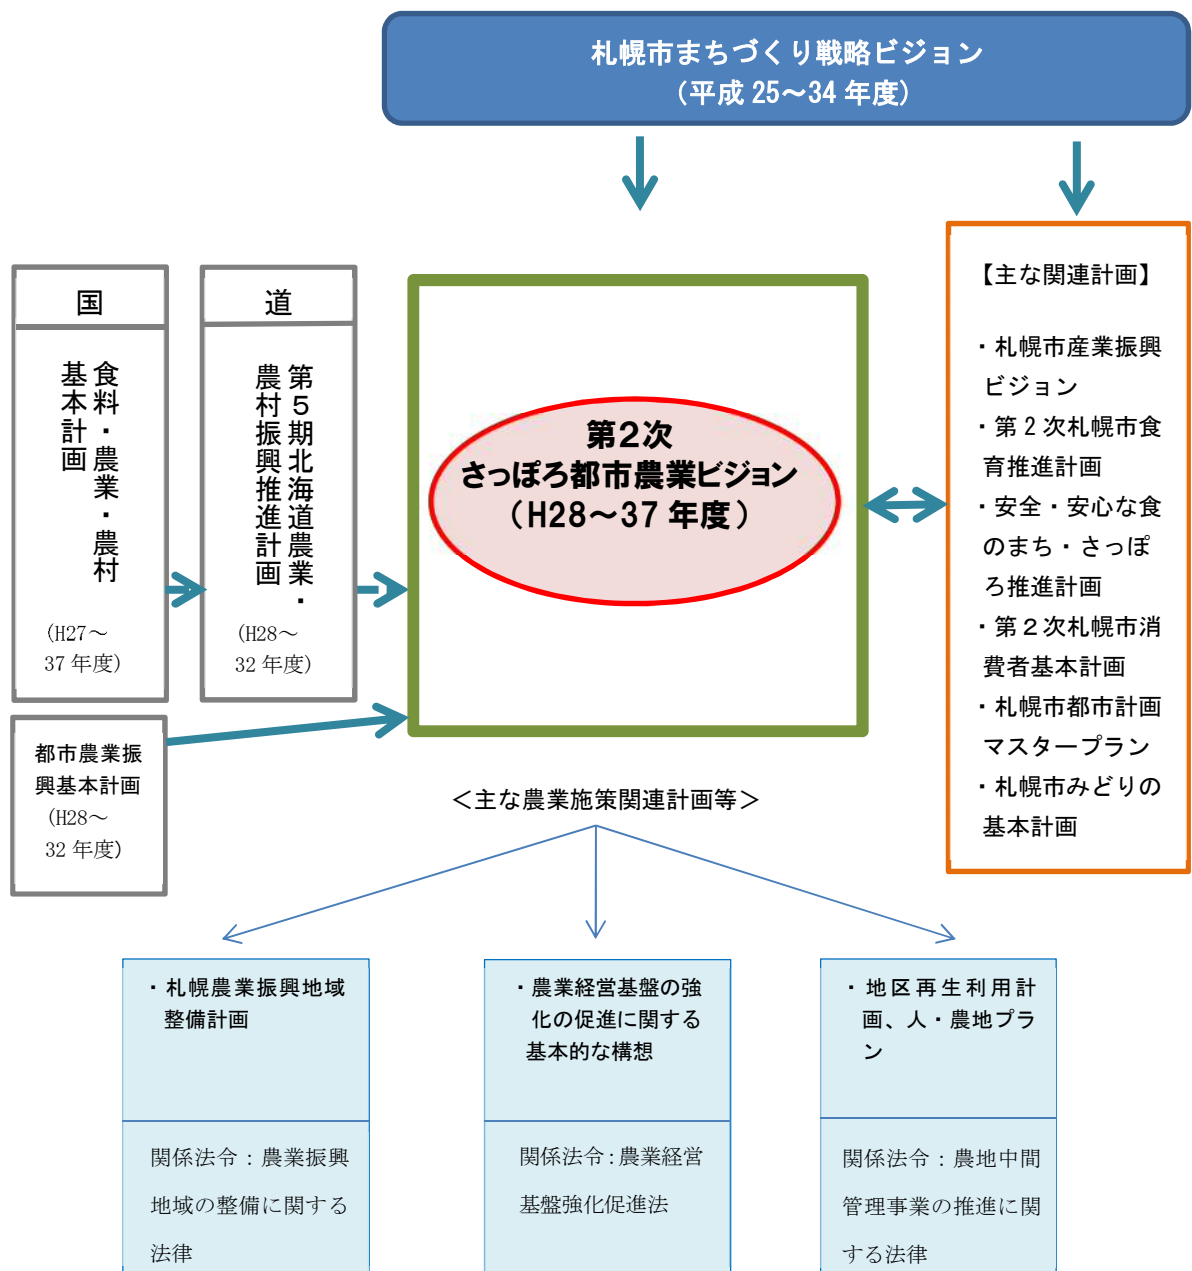 札幌市まちづくり戦略ビジョン
（平成 25～34 年度）
国
食料・農業・農村
基本計画
（H27～
37 年度）
道
第５期北海道農業・
農村振興推進計画
（H28～
32 年度）
都市農業振
興基本計画
（H28～
32 年度）
第２次
さっぽろ都市農業ビジョン
（H28～37 年度）
【主な関連計画】
・札幌市産業振興
ビジョン
・第 2 次札幌市食
育推進計画
・安全・安心な食
のまち・さっぽ
ろ推進計画
・第２次札幌市消
費者基本計画
・札幌市都市計画
マスタープラン
・札幌市みどりの
基本計画
＜主な農業施策関連計画等＞
・札幌農業振興地域
整備計画
関係法令：農業振興
地域の整備に関する
法律
・農業経営基盤の強
化の促進に関する
基本的な構想
関係法令：農業経営
基盤強化促進法
・地区再生利用計
画、人・農地プラ
ン
関係法令：農地中間
管理事業の推進に関
する法律